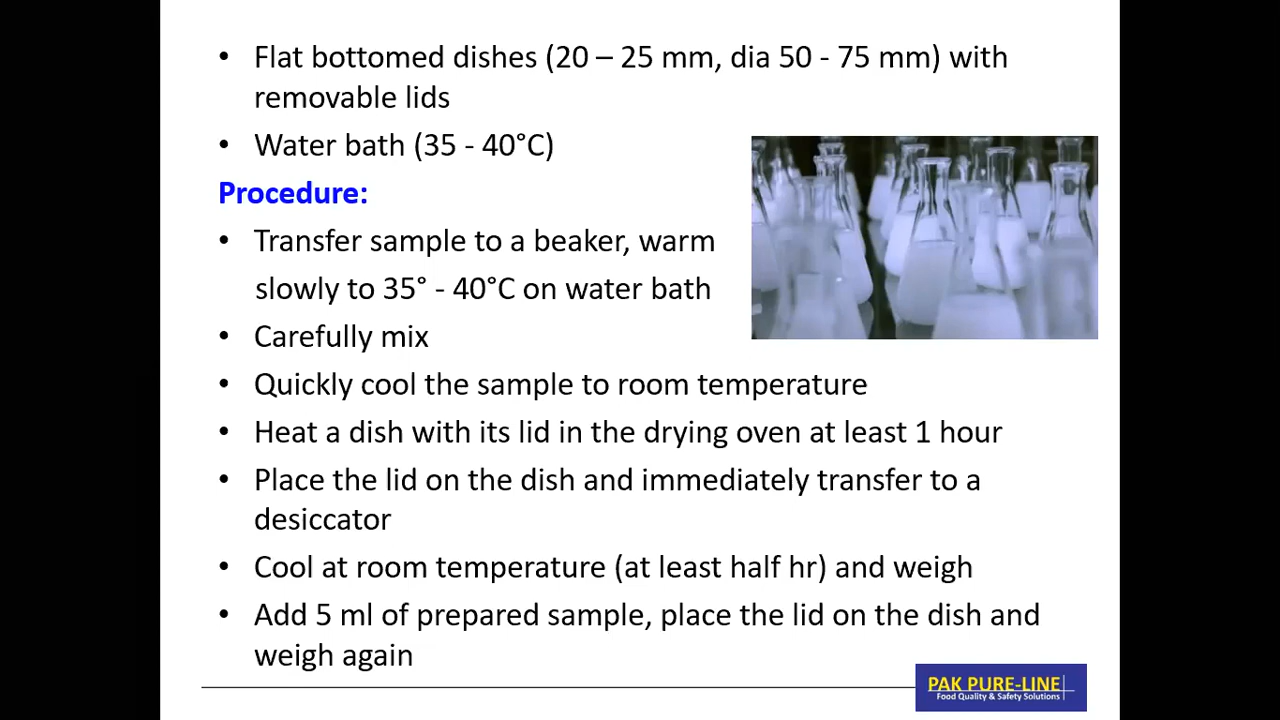 • Flat bottomed dishes (20 – 25 mm, dia 50 - 75 mm) with
removable lids
• Water bath (35 - 40°C)
Procedure:
• Transfer sample to a beaker, warm
slowly to 35° - 40°C on water bath
• Carefully mix
• Quickly cool the sample to room temperature
• Heat a dish with its lid in the drying oven at least 1 hour
• Place the lid on the dish and immediately transfer to a
desiccator
• Cool at room temperature (at least half hr) and weigh
• Add 5 ml of prepared sample, place the lid on the dish and
weigh again
PAK PURE-LINE
Food Quality & Safety Solutions